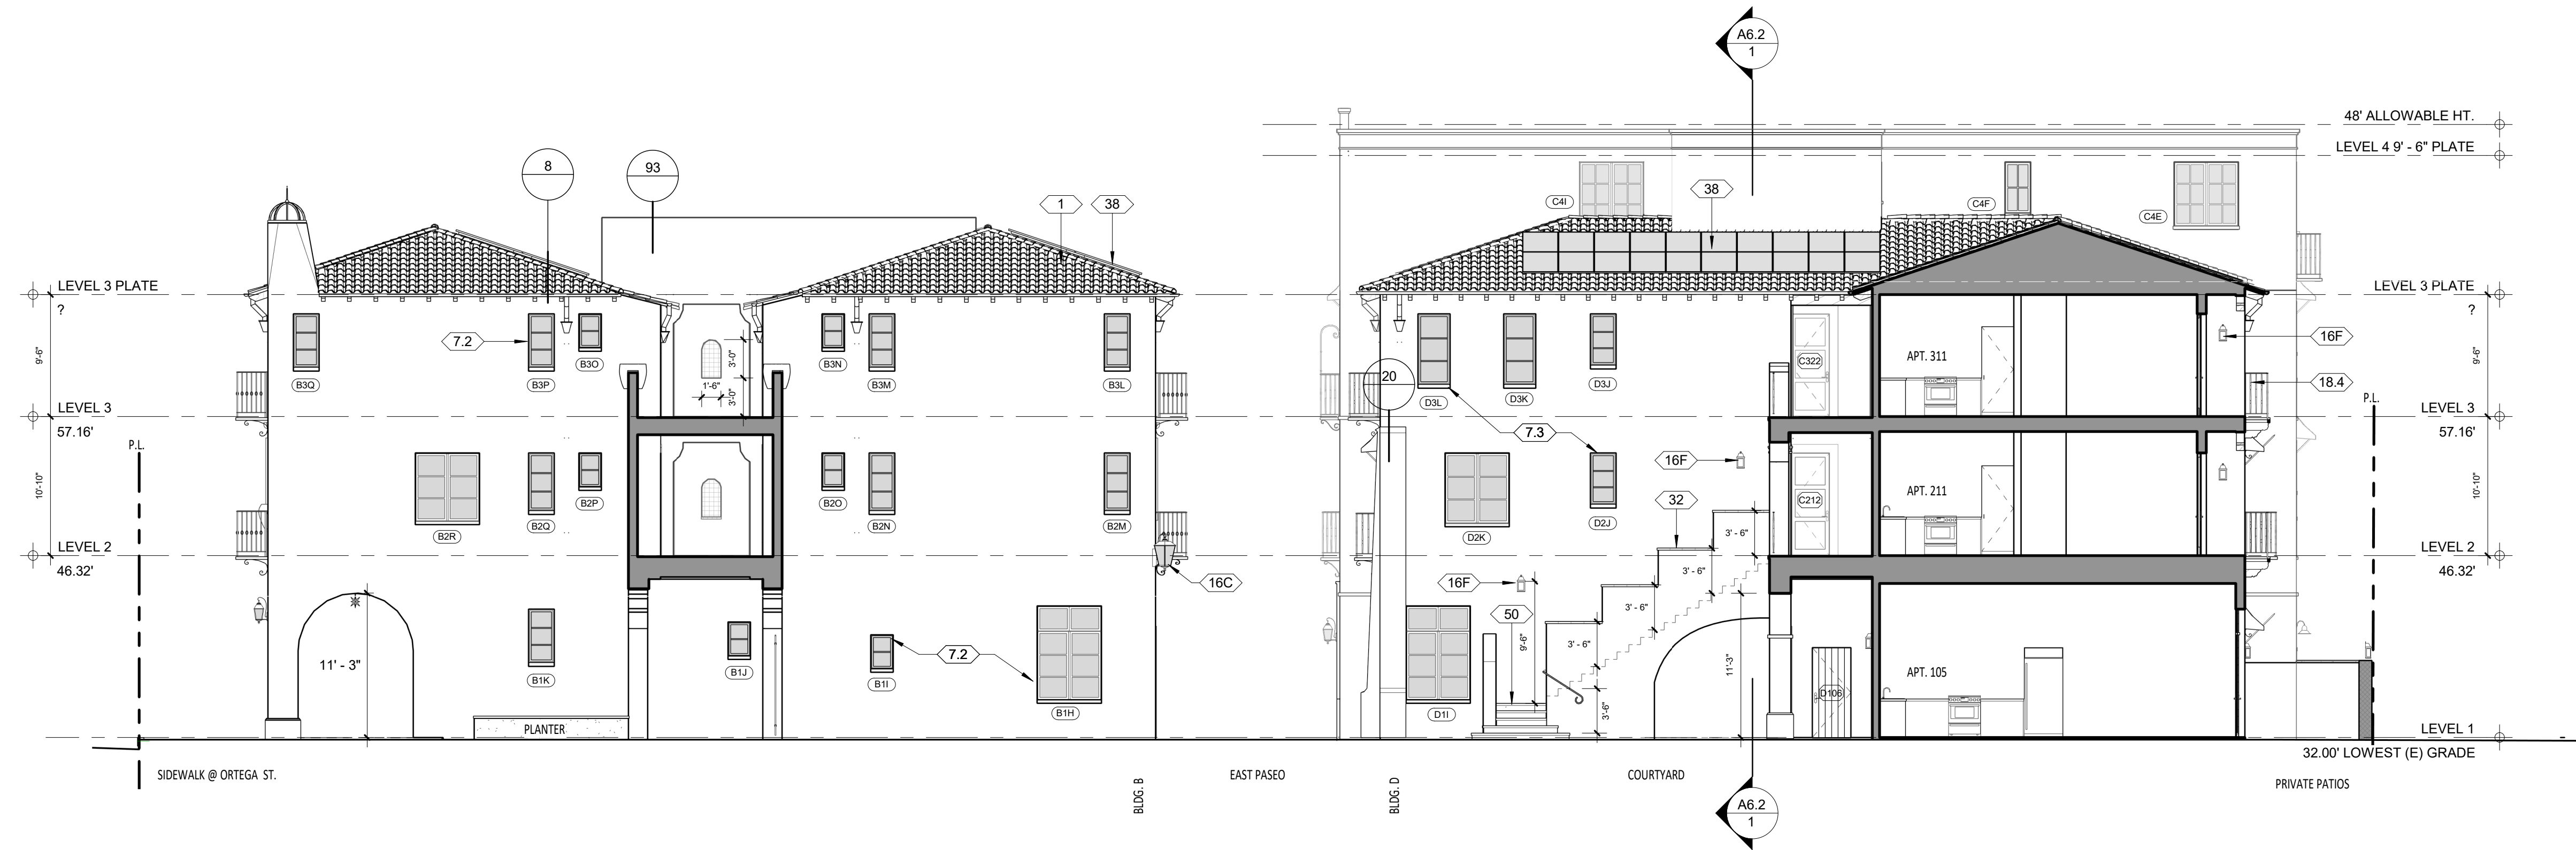 A6.2
1
48' ALLOWABLE HT.
LEVEL 4 9' - 6" PLATE
8
93
1
38
38
C4I
C4F
C4E
LEVEL 3 PLATE
?
LEVEL 3 PLATE
?
9'-6"
7.2
B3Q
B3P
B3O
3'-0"
1'-6"
3'-0"
B3N
B3M
B3L
20
D3L
D3K
D3J
C322
APT. 311
16F
9'-6"
18.4
P.L.
LEVEL 3
57.16'
LEVEL 3
57.16'
P.L.
10'-10"
B2R
B2Q
B2P
B2O
B2N
B2M
7.3
16F
32
D2K
D2J
3' - 6"
C212
APT. 211
10'-10"
LEVEL 2
46.32'
LEVEL 2
46.32'
16C
16F
50
9'-6"
3' - 6"
3' - 6"
3' - 6"
3'-6"
11' - 3"
B1K
B1J
B1I
7.2
B1H
D1I
11'-3"
D106
APT. 105
PLANTER
LEVEL 1
32.00' LOWEST (E) GRADE
SIDEWALK @ ORTEGA ST.
BLDG. B
EAST PASEO
BLDG. D
COURTYARD
PRIVATE PATIOS
A6.2
1